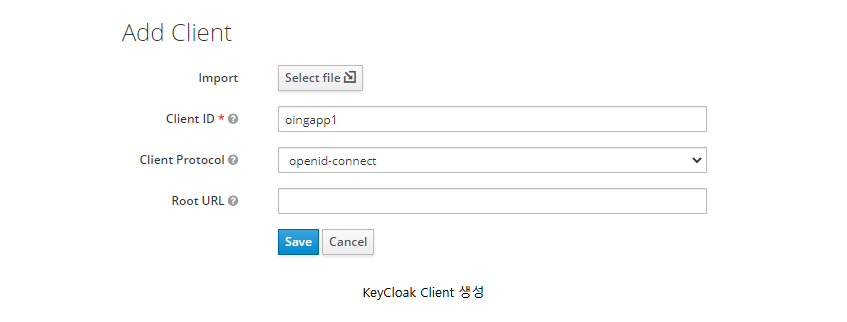 Add Client
Import Select file
Client ID * oingapp1
Client Protocol openid-connect
Root URL
Save Cancel
KeyCloak Client 생성